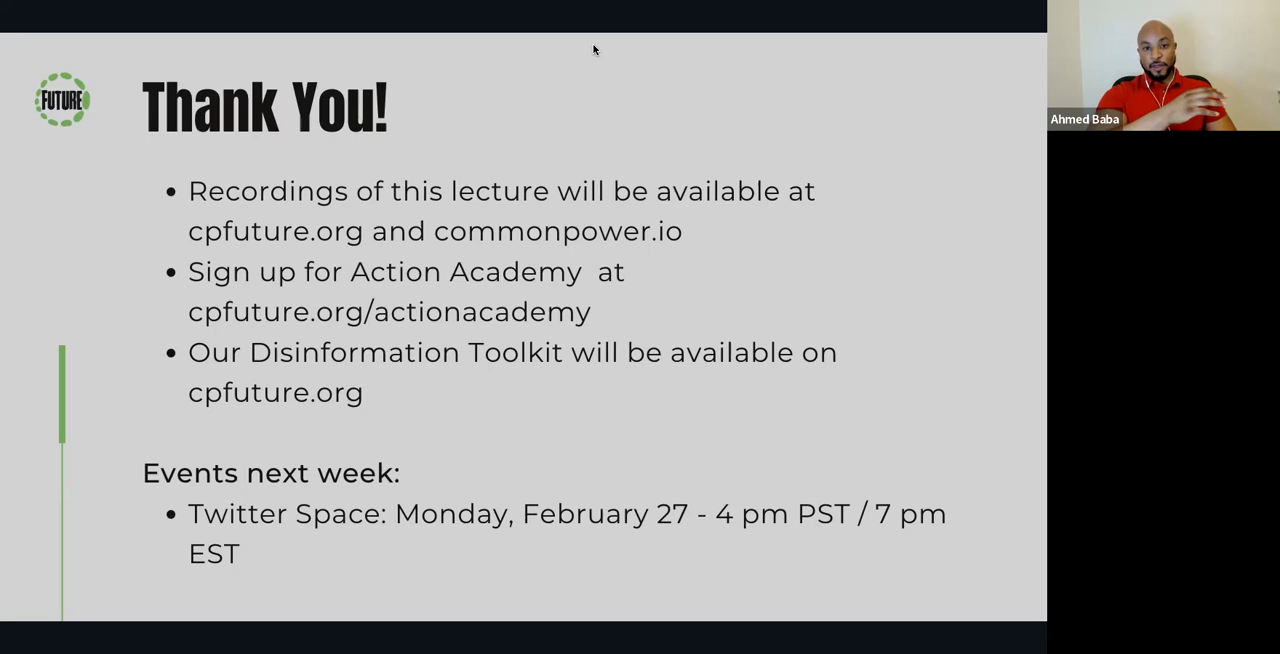 FUTURE
Thank You!
• Recordings of this lecture will be available at
cpfuture.org and commonpower.io
• Sign up for Action Academy at
cpfuture.org/actionacademy
• Our Disinformation Toolkit will be available on
cpfuture.org
Events next week:
• Twitter Space: Monday, February 27 - 4 pm PST / 7 pm
EST
Ahmed Baba